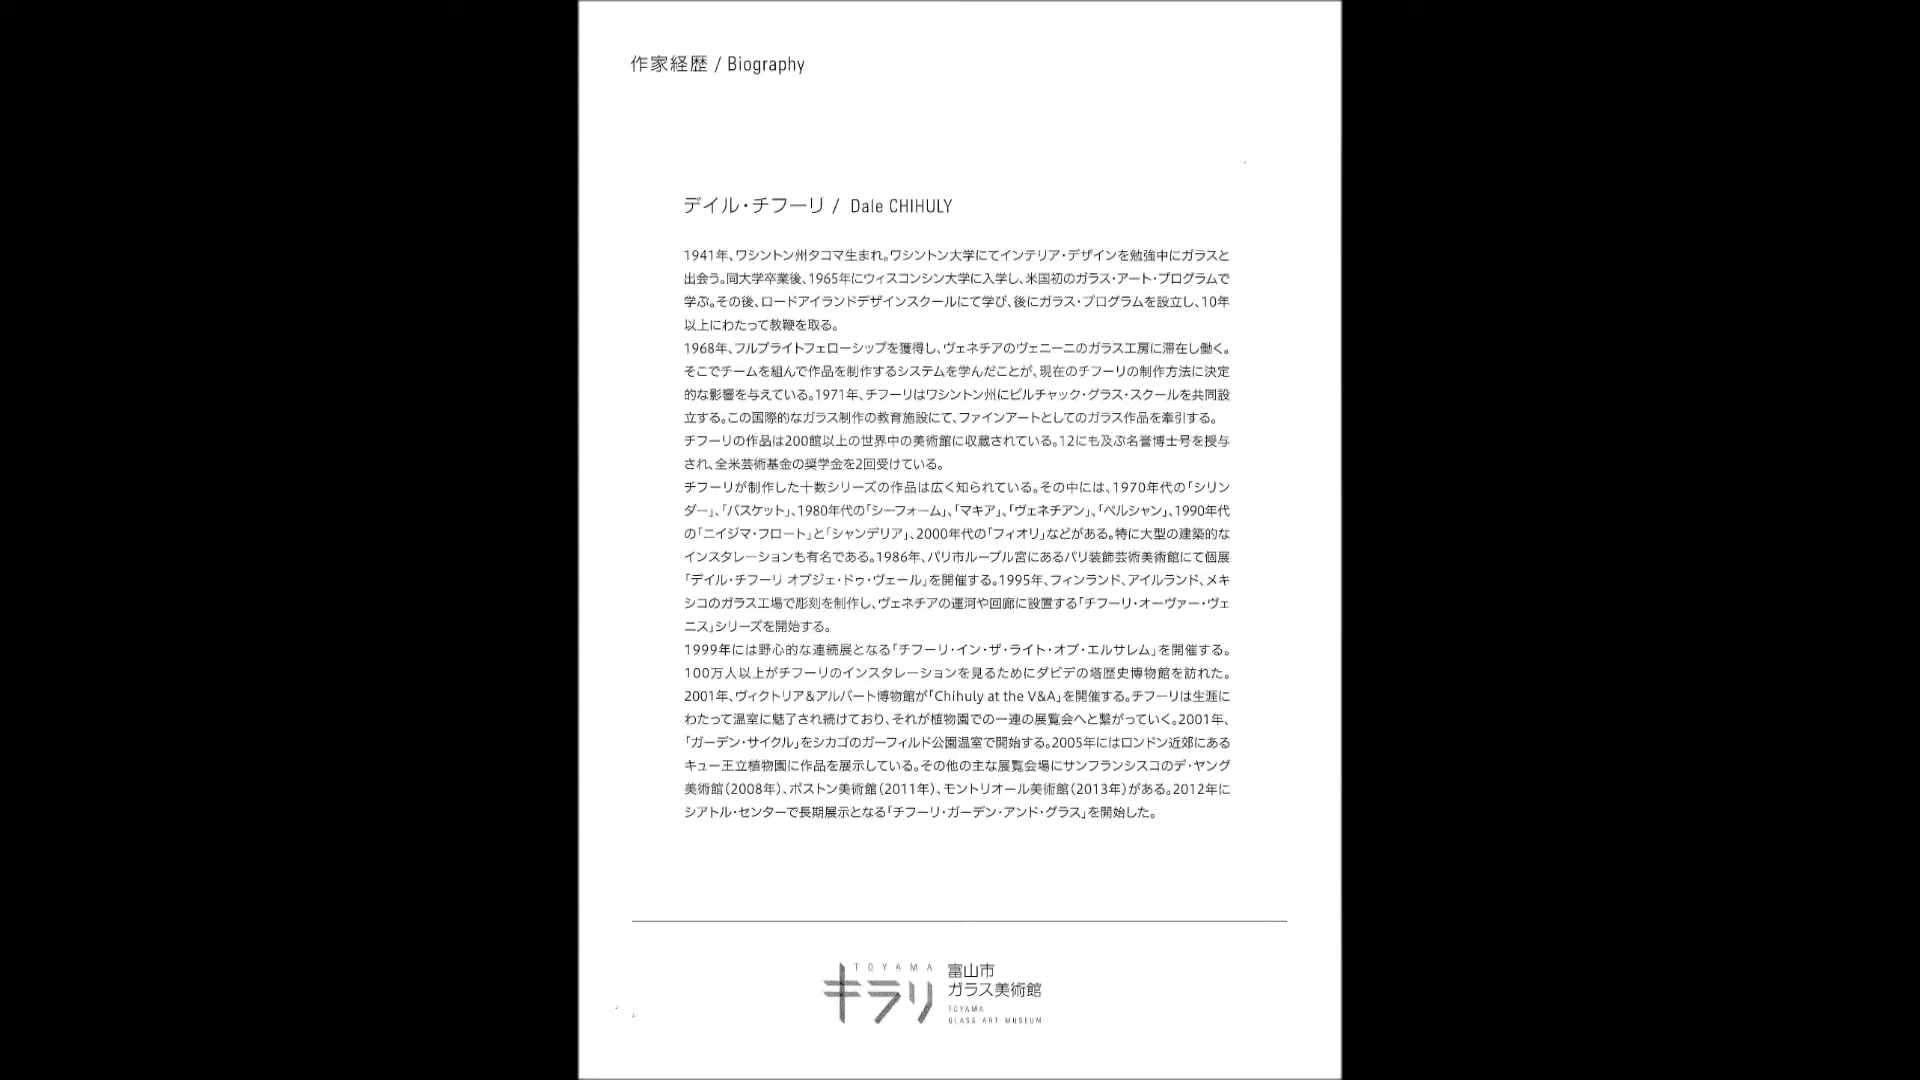 作家経歴 / Biography
デイル・チフーリ / Dale CHIHULY
1941年、ワシントン州タコマ生まれ。ワシントン大学にてインテリア・デザインを勉強中にガラスと
出会う。同大学卒業後、1965年にウィスコンシン大学に入学し、米国初のガラス・アート・プログラムで
学ぶ。その後、ロードアイランドデザインスクールにて学び、後にガラス・プログラムを設立し、10年
以上にわたって教鞭を取る。
1968年、フルブライトフェローシップを獲得し、ヴェネチアのヴェニーニのガラス工房に滞在し働く。
そこでチームを組んで作品を制作するシステムを学んだことが、現在のチフーリの制作方法に決定
的な影響を与えている。1971年、チフーリはワシントン州にピルチャック・グラス・スクールを共同設
立する。この国際的なガラス制作の教育施設にて、ファインアートとしてのガラス作品を牽引する。
チフーリの作品は200館以上の世界中の美術館に収蔵されている。12にも及ぶ名誉博士号を授与
され、全米芸術基金の奨学金を2回受けている。
チフーリが制作した十数シリーズの作品は広く知られている。その中には、1970年代の「シリン
ダー」、「バスケット」、1980年代の「シーフォーム」、「マキア」、「ヴェネチアン」、「ペルシャン」、1990年代
の「ニイジマ・フロート」と「シャンデリア」、2000年代の「フィオリ」などがある。特に大型の建築的な
インスタレーションも有名である。1986年、パリ市ルーブル宮にあるパリ装飾芸術美術館にて個展
「デイル・チフーリ オブジェ・ドゥ・ヴェール」を開催する。1995年、フィンランド、アイルランド、メキ
シコのガラス工場で彫刻を制作し、ヴェネチアの運河や回廊に設置する「チフーリ・オーヴァー・ヴェ
ニス」シリーズを開始する。
1999年には野心的な連続展となる「チフーリ・イン・ザ・ライト・オブ・エルサレム」を開催する。
100万人以上がチフーリのインスタレーションを見るためにダビデの塔歴史博物館を訪れた。
2001年、ヴィクトリア&アルバート博物館が「Chihuly at the V&A」を開催する。チフーリは生涯に
わたって温室に魅了され続けており、それが植物園での一連の展覧会へと繋がっていく。2001年、
「ガーデン・サイクル」をシカゴのガーフィルド公園温室で開始する。2005年にはロンドン近郊にある
キュー王立植物園に作品を展示している。その他の主な展覧会場にサンフランシスコのデ・ヤング
美術館(2008年)、ボストン美術館(2011年)、モントリオール美術館(2013年)がある。2012年に
シアトル・センターで長期展示となる「チフーリ・ガーデン・アンド・グラス」を開始した。
TOYAMA
キラリ
富山市
ガラス美術館
TOYAMA
GLASS ART MUSEUM